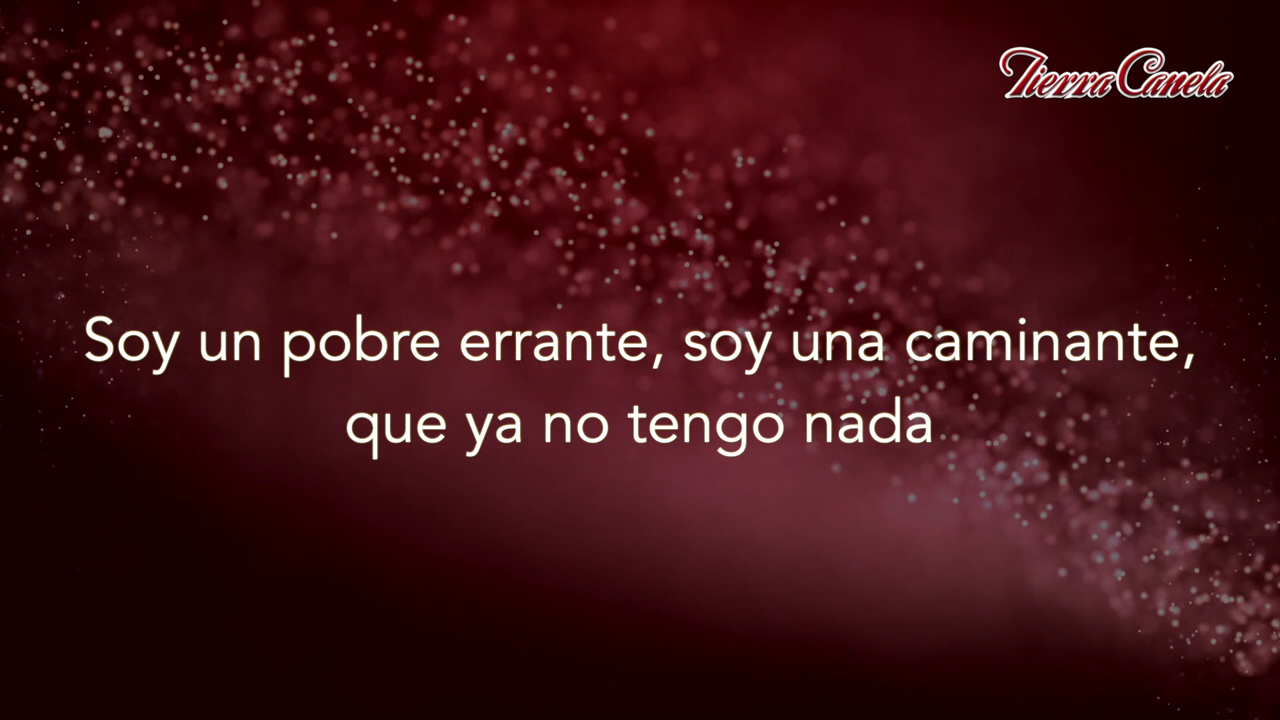 Tierra Canela
Soy un pobre errante, soy una caminante,
que ya no tengo nada